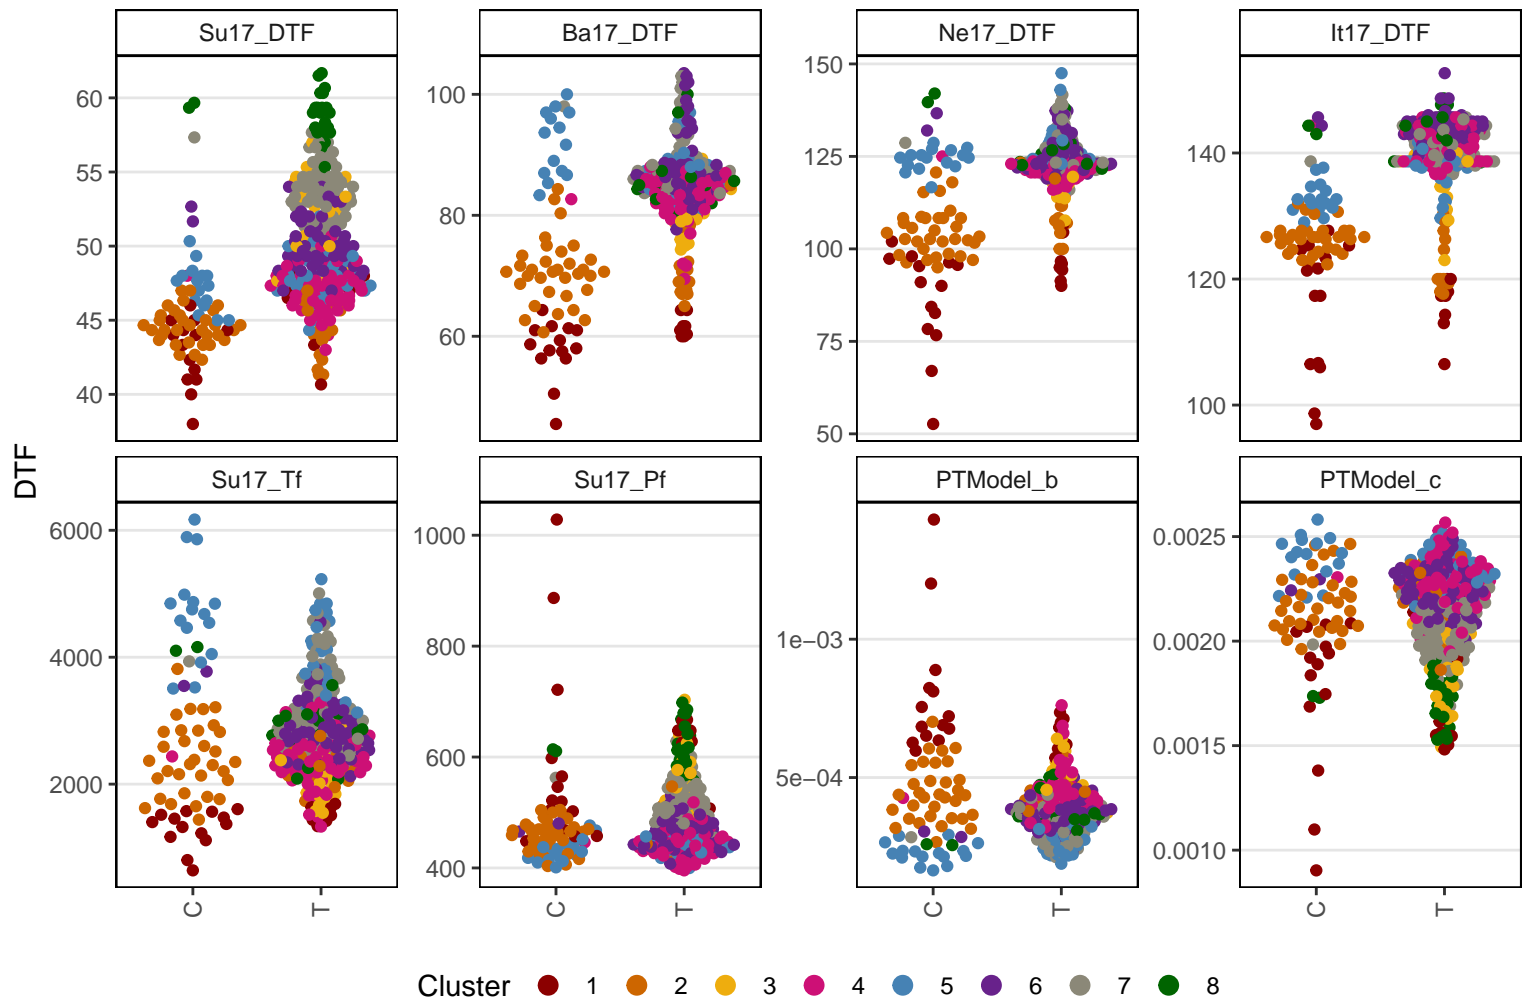 Su17_DTF
Ba17_DTF
Ne17_DTF
It17_DTF
60
55
50
45
40
100
80
60
150
125
100
75
50
140
120
100
DTF
Su17_Tf
Su17_Pf
PTModel_b
PTModel_c
6000
4000
2000
1000
800
600
400
1e−03
5e−04
0.0025
0.0020
0.0015
0.0010
C
T
C
T
C
T
C
T
Cluster 1 2 3 4 5 6 7 8